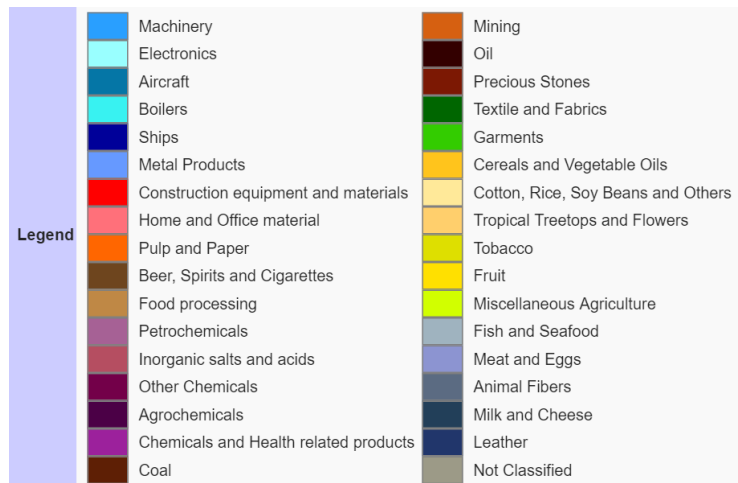 Legend
Machinery
Electronics
Aircraft
Boilers
Ships
Metal Products
Construction equipment and materials
Home and Office material
Pulp and Paper
Beer, Spirits and Cigarettes
Food processing
Petrochemicals
Inorganic salts and acids
Other Chemicals
Agrochemicals
Chemicals and Health related products
Coal
Mining
Oil
Precious Stones
Textile and Fabrics
Garments
Cereals and Vegetable Oils
Cotton, Rice, Soy Beans and Others
Tropical Treetops and Flowers
Tobacco
Fruit
Miscellaneous Agriculture
Fish and Seafood
Meat and Eggs
Animal Fibers
Milk and Cheese
Leather
Not Classified